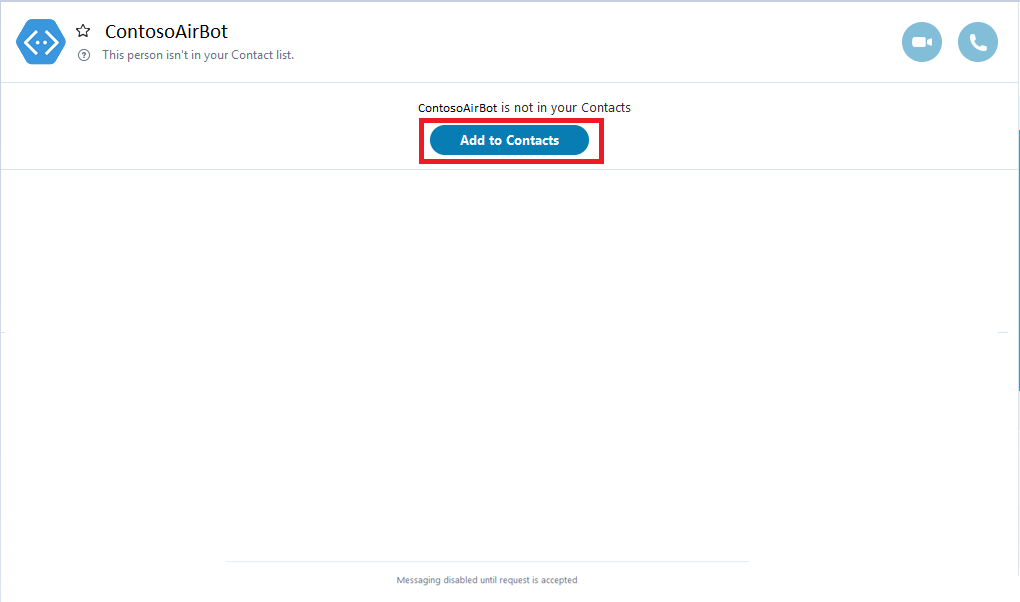 ContosoAirBot
This person isn't in your Contact list.
ContosoAirBot is not in your Contacts
Add to Contacts
Messaging disabled until request is accepted